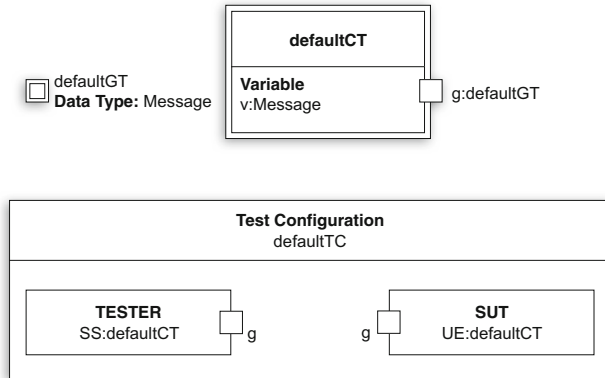 defaultCT
defaultGT
Data Type: Message
Variable
v:Message
g:defaultGT
Test Configuration
defaultTC
TESTER
SS:defaultCT
g
g
SUT
UE:defaultCT